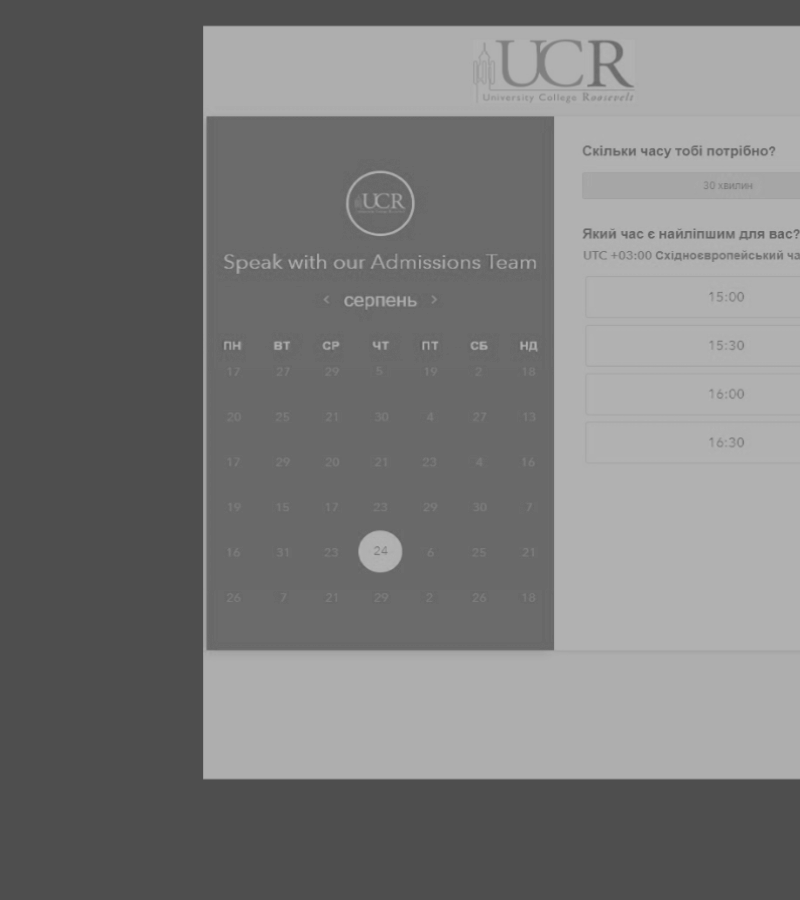 UCR
University College Roosevelt
UCR
Speak with our Admissions Team
‹ серпень ›
ПН ВТ СР ЧТ ПТ СБ НД
17 27 29 5 19 2 18
20 25 21 30 4 27 13
17 29 20 21 23 4 16
19 15 17 23 29 30 7
16 31 23 24 6 25 21
26 7 21 29 2 26 18
Скільки часу тобі потрібно?
30 хвилин
Який час є найліпшим для вас?
UTC +03:00 Східноєвропейський ча
15:00
15:30
16:00
16:30